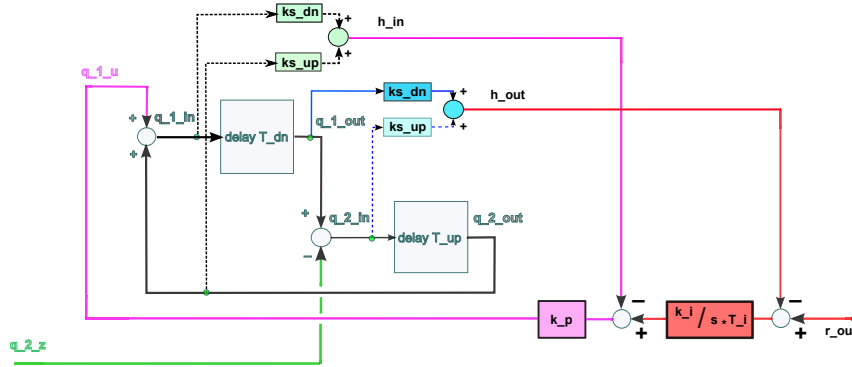 ks_dn
+
h_in
ks_up
+
q_1_u
ks_dn
+
h_out
+
q_1_in
delay T_dn
q_1_out
ks_up
+
+
+
q_2_in
q_2_out
delay T_up
−
−
−
k_i / s * T_i
k_p
+
+
r_ou
q_2_z